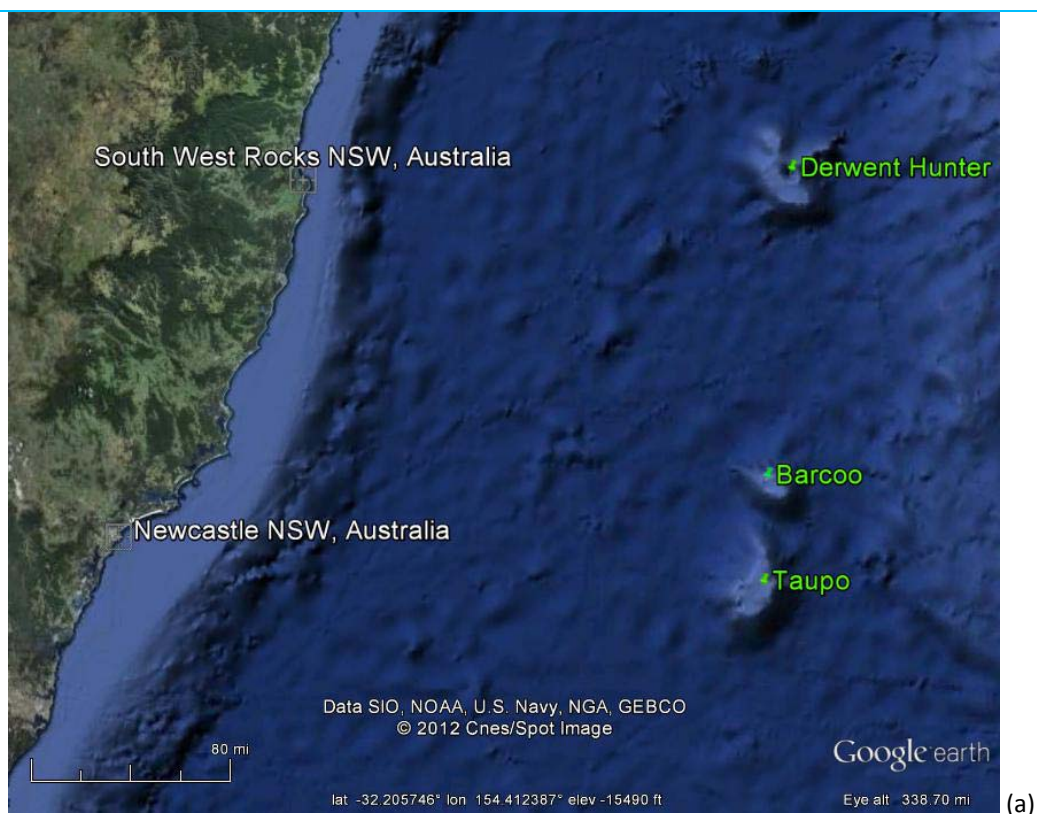 South West Rocks NSW, Australia
Derwent Hunter
Barcoo
Newcastle NSW, Australia
Taupo
Data SIO, NOAA, U.S. Navy, NGA, GEBCO
© 2012 Cnes/Spot Image
80 mi
Google earth
lat -32.205746° lon 154.412387° elev -15490 ft
Eye alt 338.70 mi
(a)